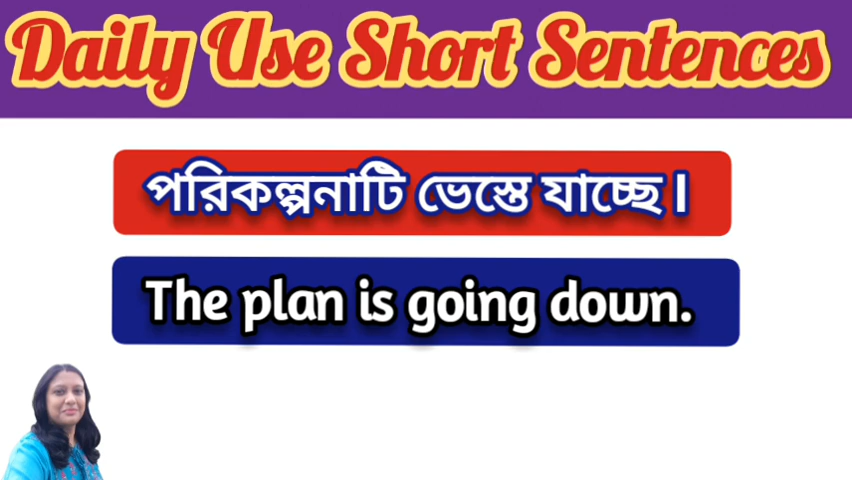 Daily Use Short Sentences
পরিকল্পনাটি ভেস্তে যাচ্ছে।
The plan is going down.